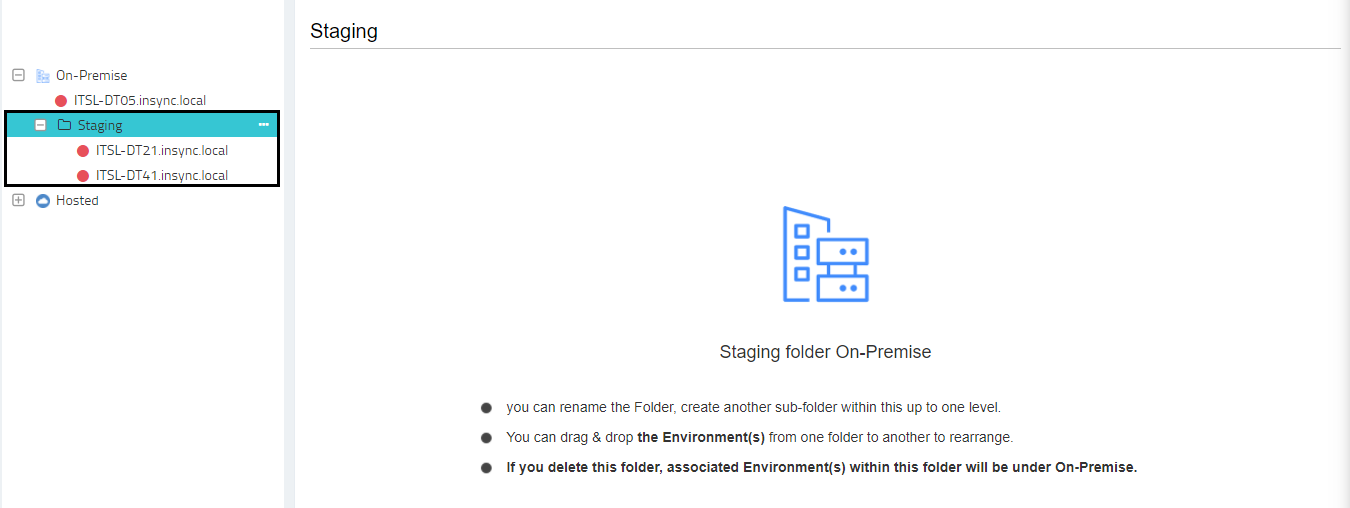 Staging
On-Premise
ITSL-DT05.insync.local
Staging
ITSL-DT21.insync.local
ITSL-DT41.insync.local
Hosted
Staging folder On-Premise
you can rename the Folder, create another sub-folder within this up to one level.
You can drag & drop the Environment(s) from one folder to another to rearrange.
If you delete this folder, associated Environment(s) within this folder will be under On-Premise.